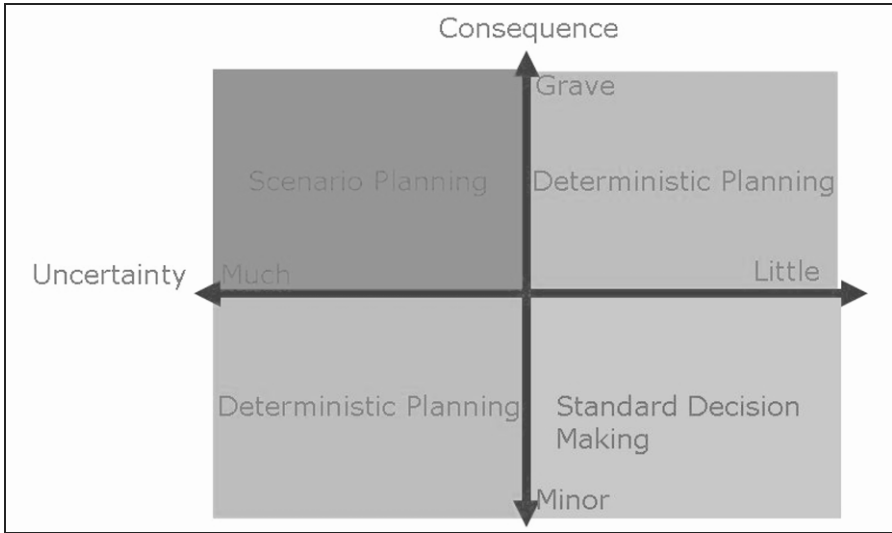 Consequence
Grave
Scenario Planning
Deterministic Planning
Uncertainty
Much
Little
Deterministic Planning
Standard Decision
Making
Minor